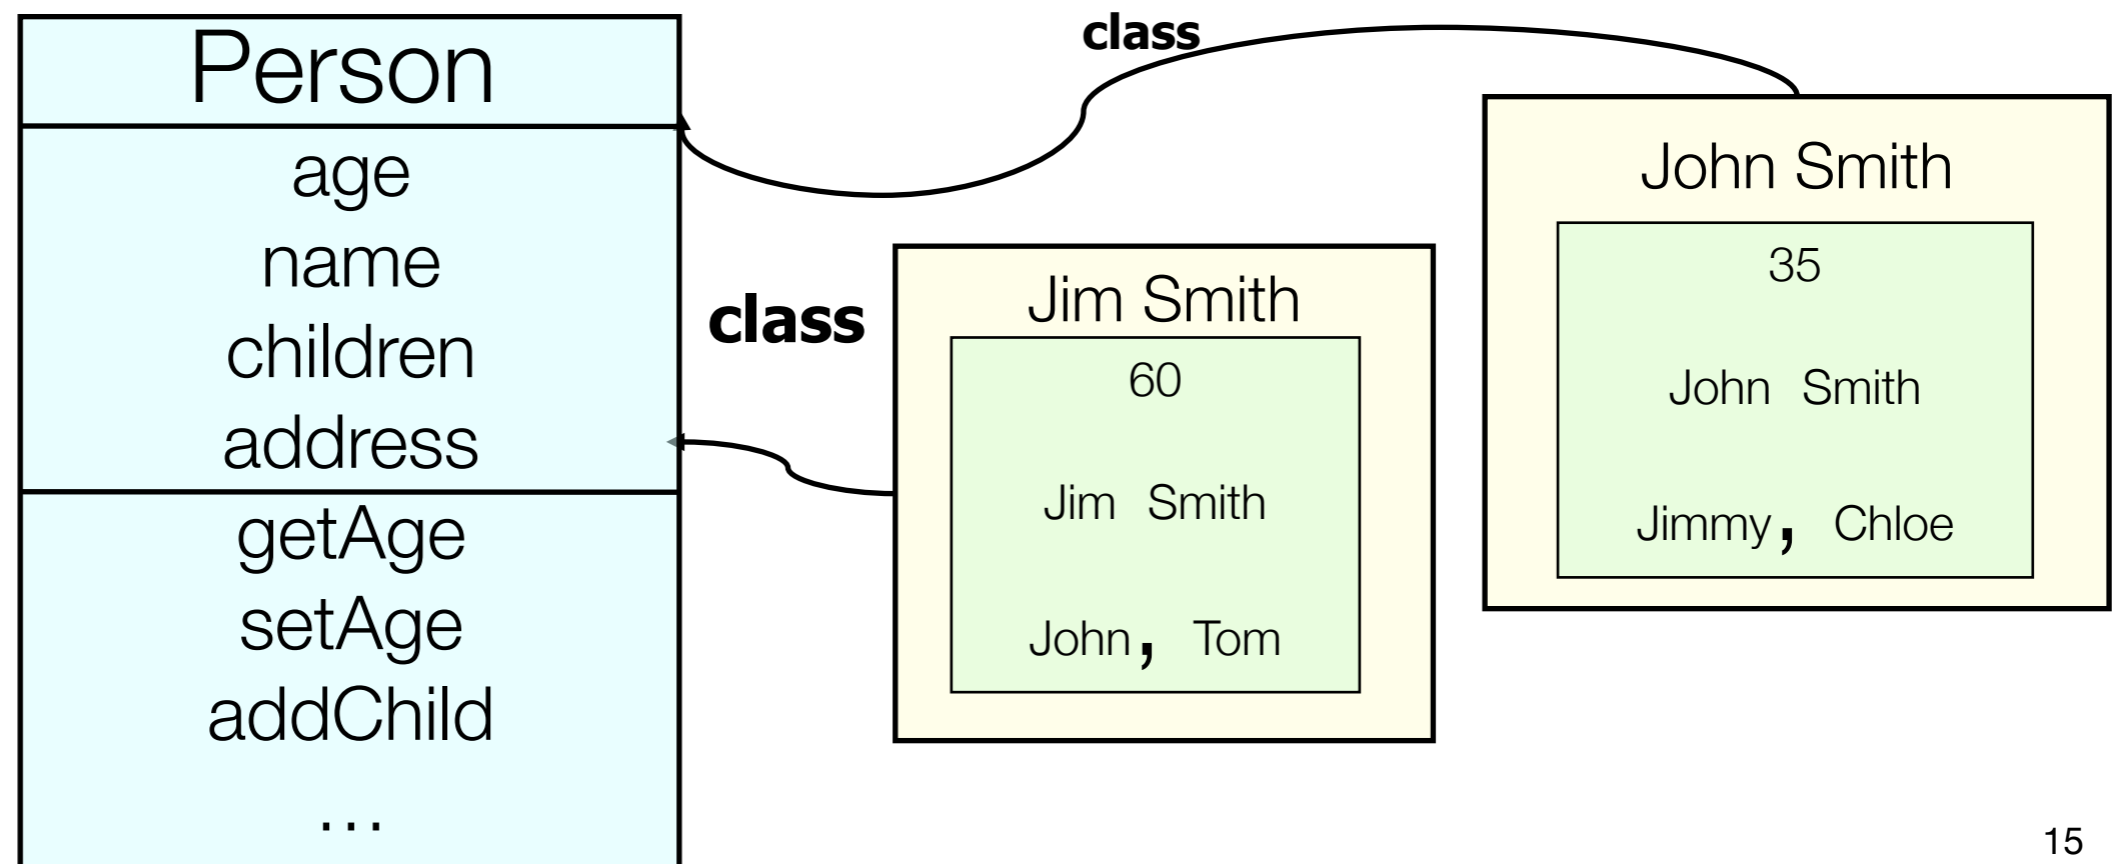 Person
age
name
children
address
getAge
setAge
addChild
...
class
class
Jim Smith
60
Jim Smith
John, Tom
John Smith
35
John Smith
Jimmy, Chloe
15